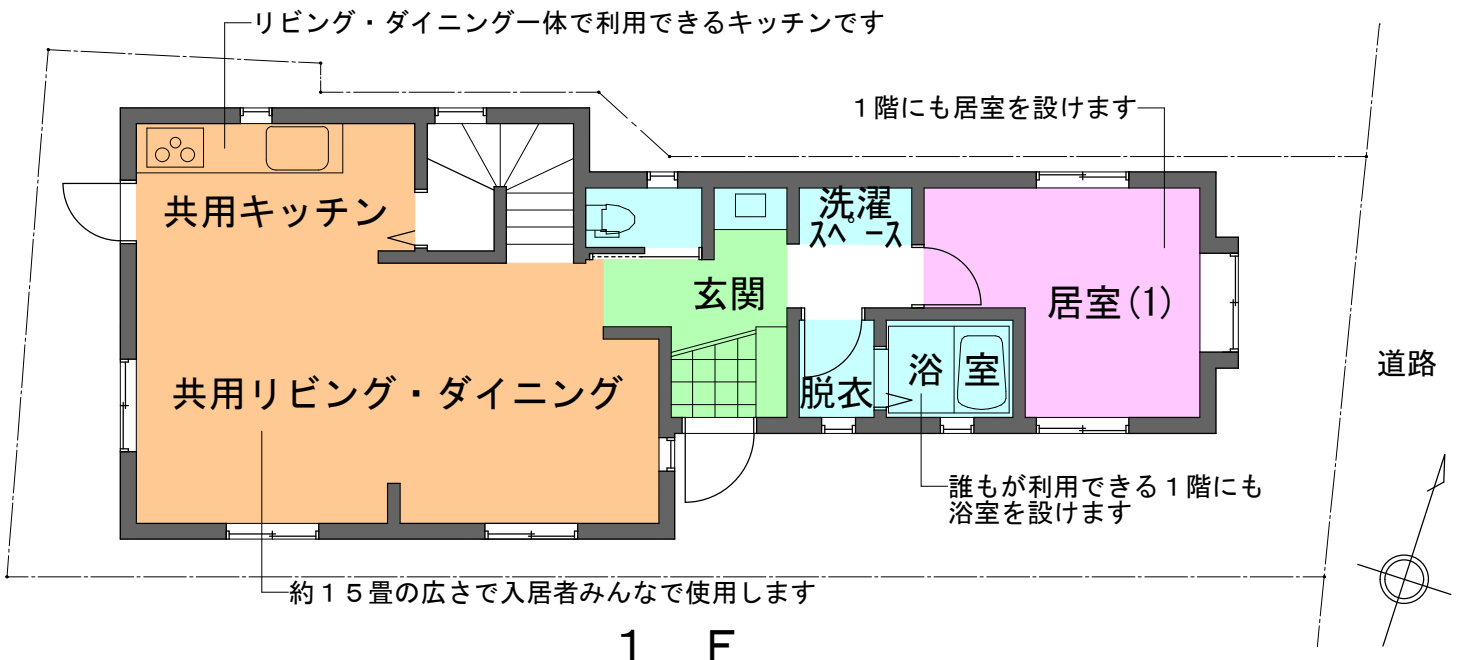 リビング・ダイニング一体で利用できるキッチンです
1階にも居室を設けます
共用キッチン
洗濯
ｽﾍﾟｰｽ
玄関
居室(1)
道路
共用リビング・ダイニング
脱衣
浴室
誰もが利用できる1階にも
浴室を設けます
約15畳の広さで入居者みんなで使用します
1 F